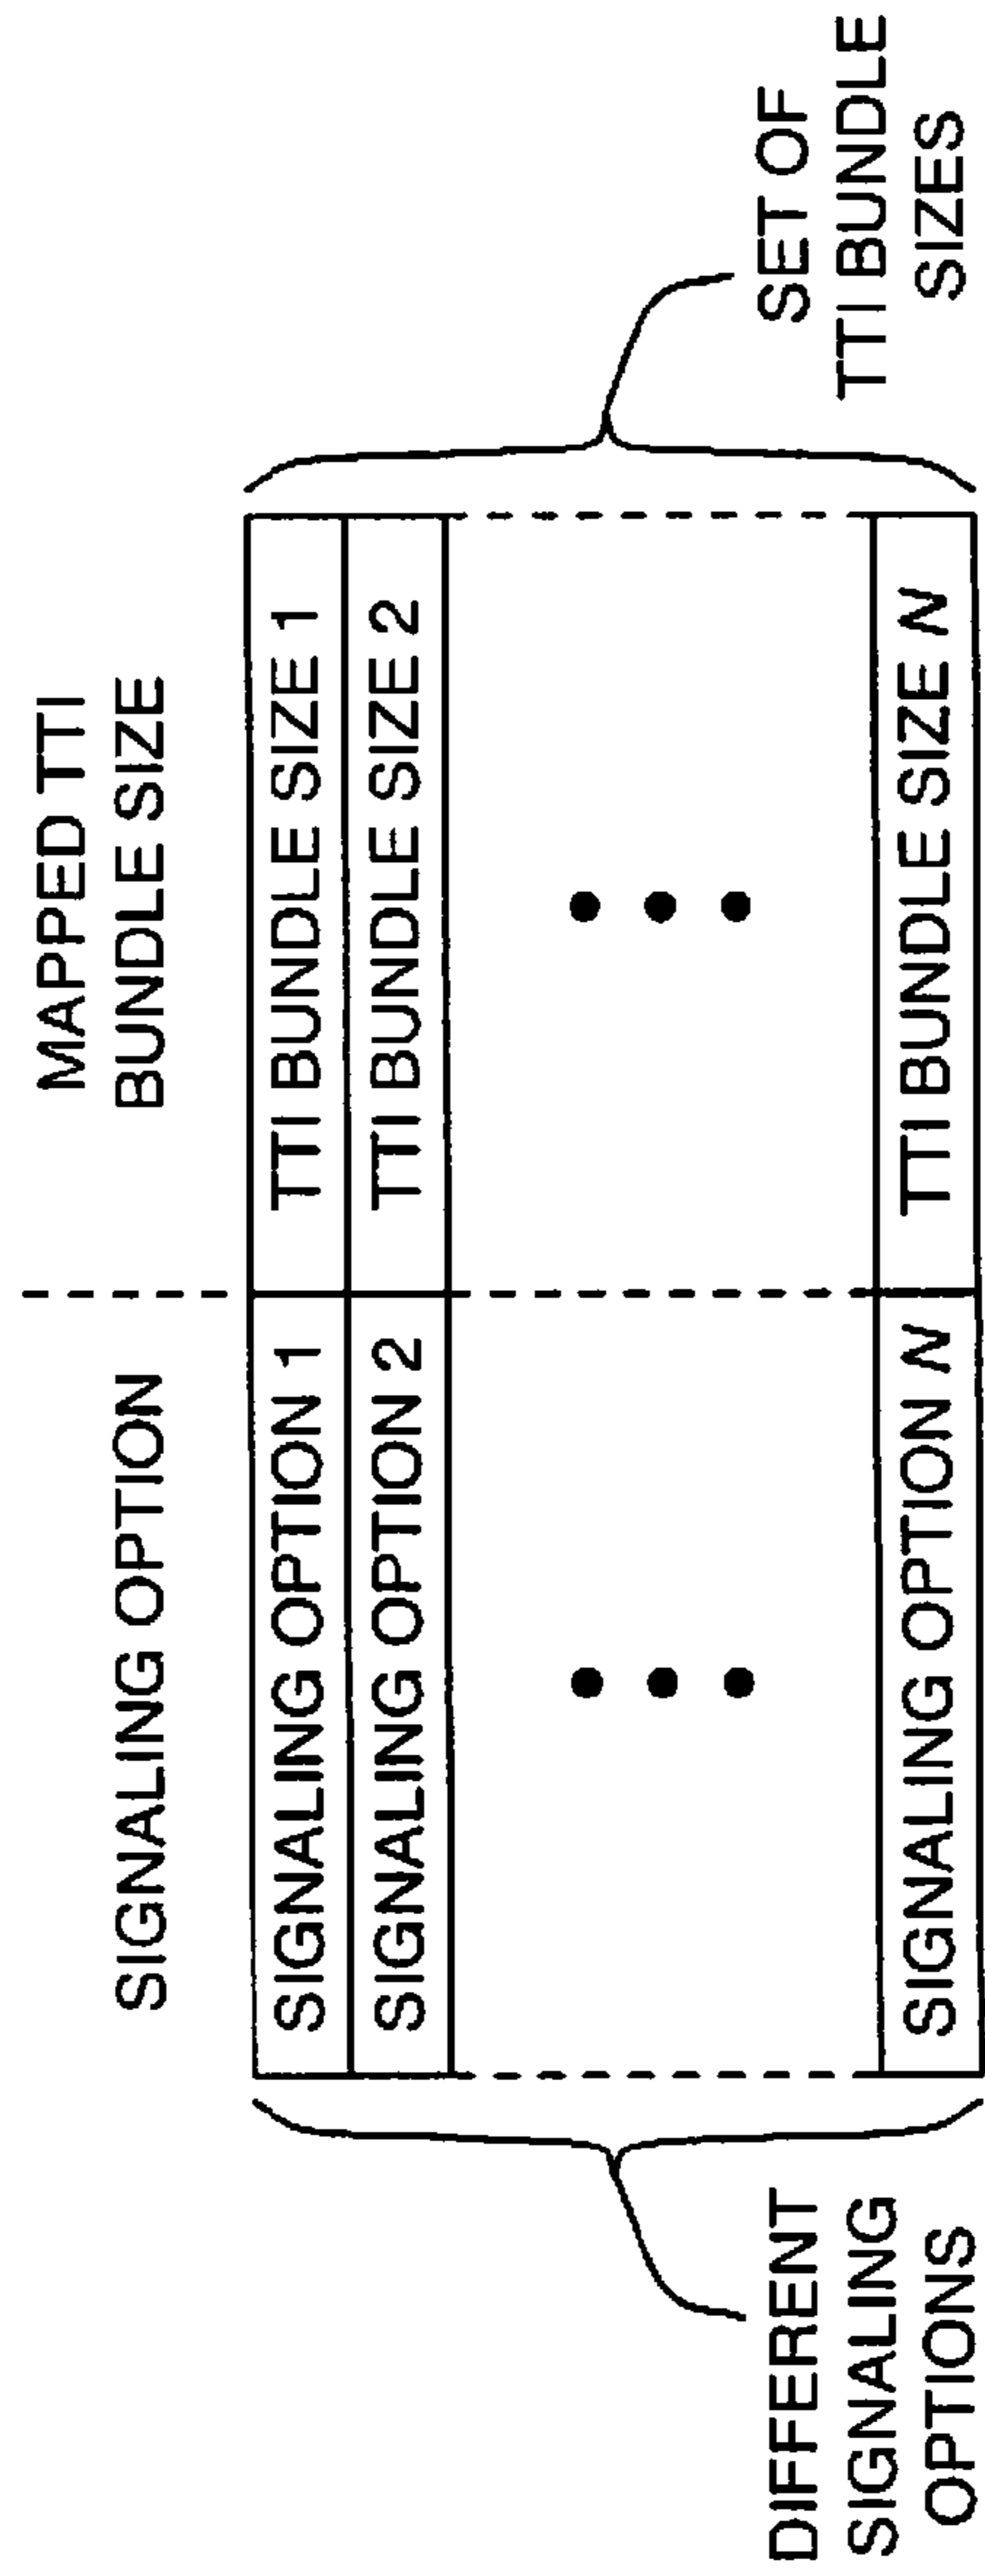 SIGNALING OPTION
MAPPED TTI
BUNDLE SIZE
SIGNALING OPTION 1
TTI BUNDLE SIZE 1
SIGNALING OPTION 2
TTI BUNDLE SIZE 2
SIGNALING OPTION N
TTI BUNDLE SIZE N
DIFFERENT
SIGNALING
OPTIONS
SET OF
TTI BUNDLE
SIZES